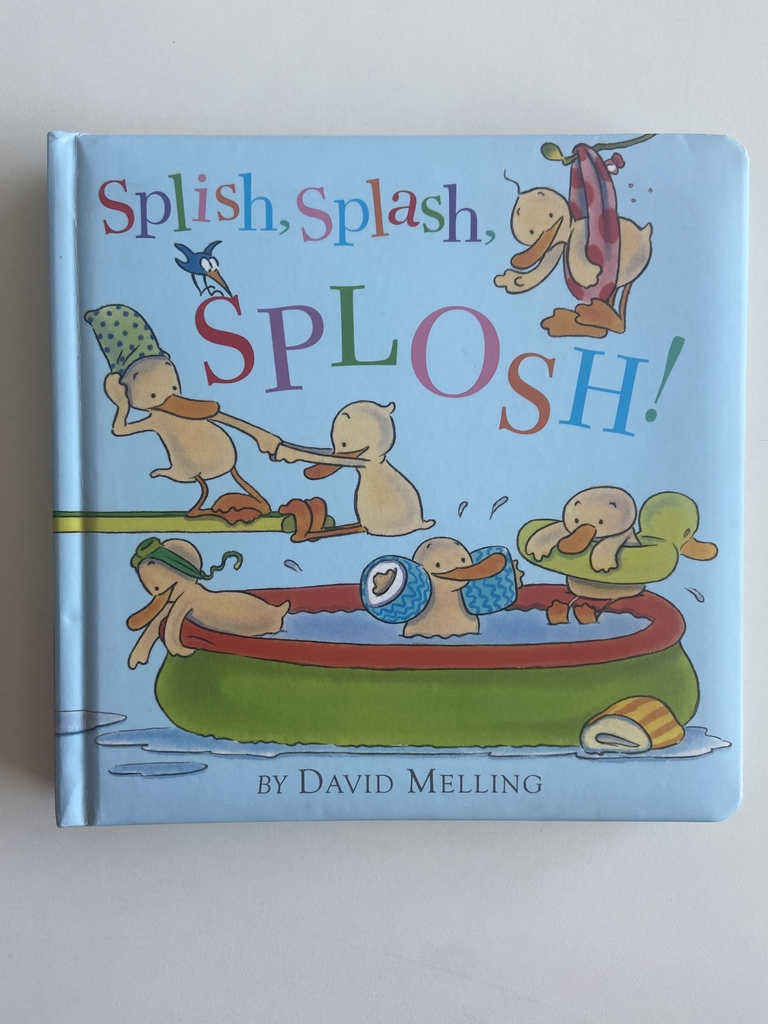 Splish, Splash,
SPLOSH!
BY DAVID MELLING